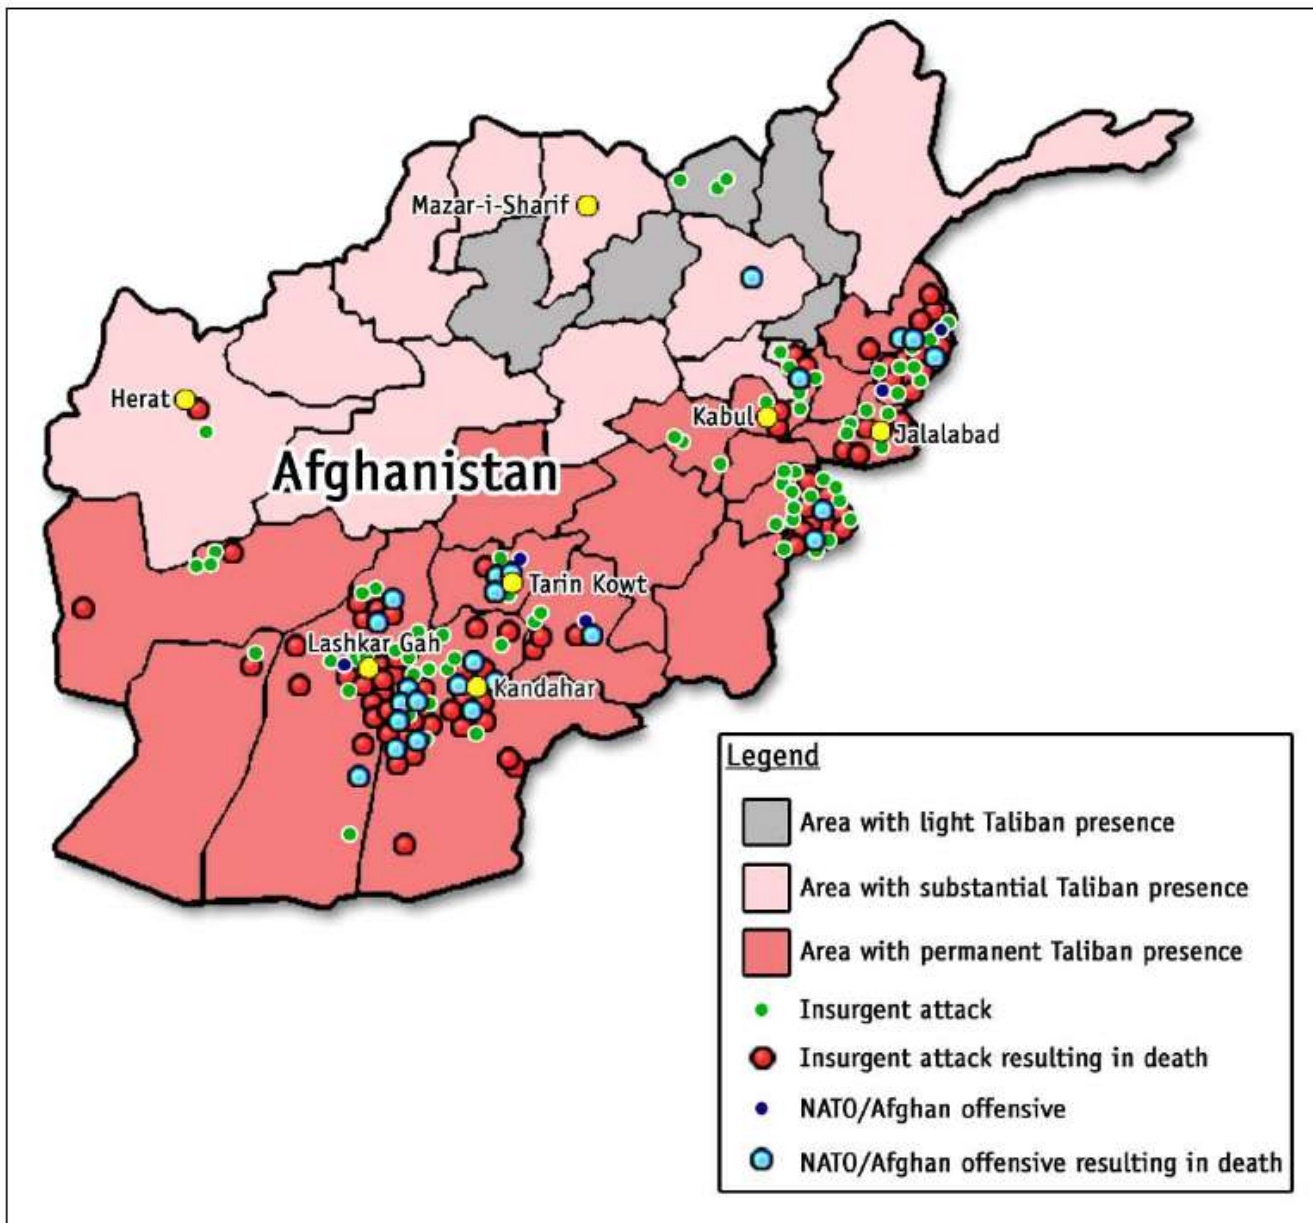 Mazar-i-Sharif
Herat
Kabul
Jalalabad
Afghanistan
Tarin Kowt
Lashkar Gah
Kandahar
Legend
Area with light Taliban presence
Area with substantial Taliban presence
Area with permanent Taliban presence
Insurgent attack
Insurgent attack resulting in death
NATO/Afghan offensive
NATO/Afghan offensive resulting in death